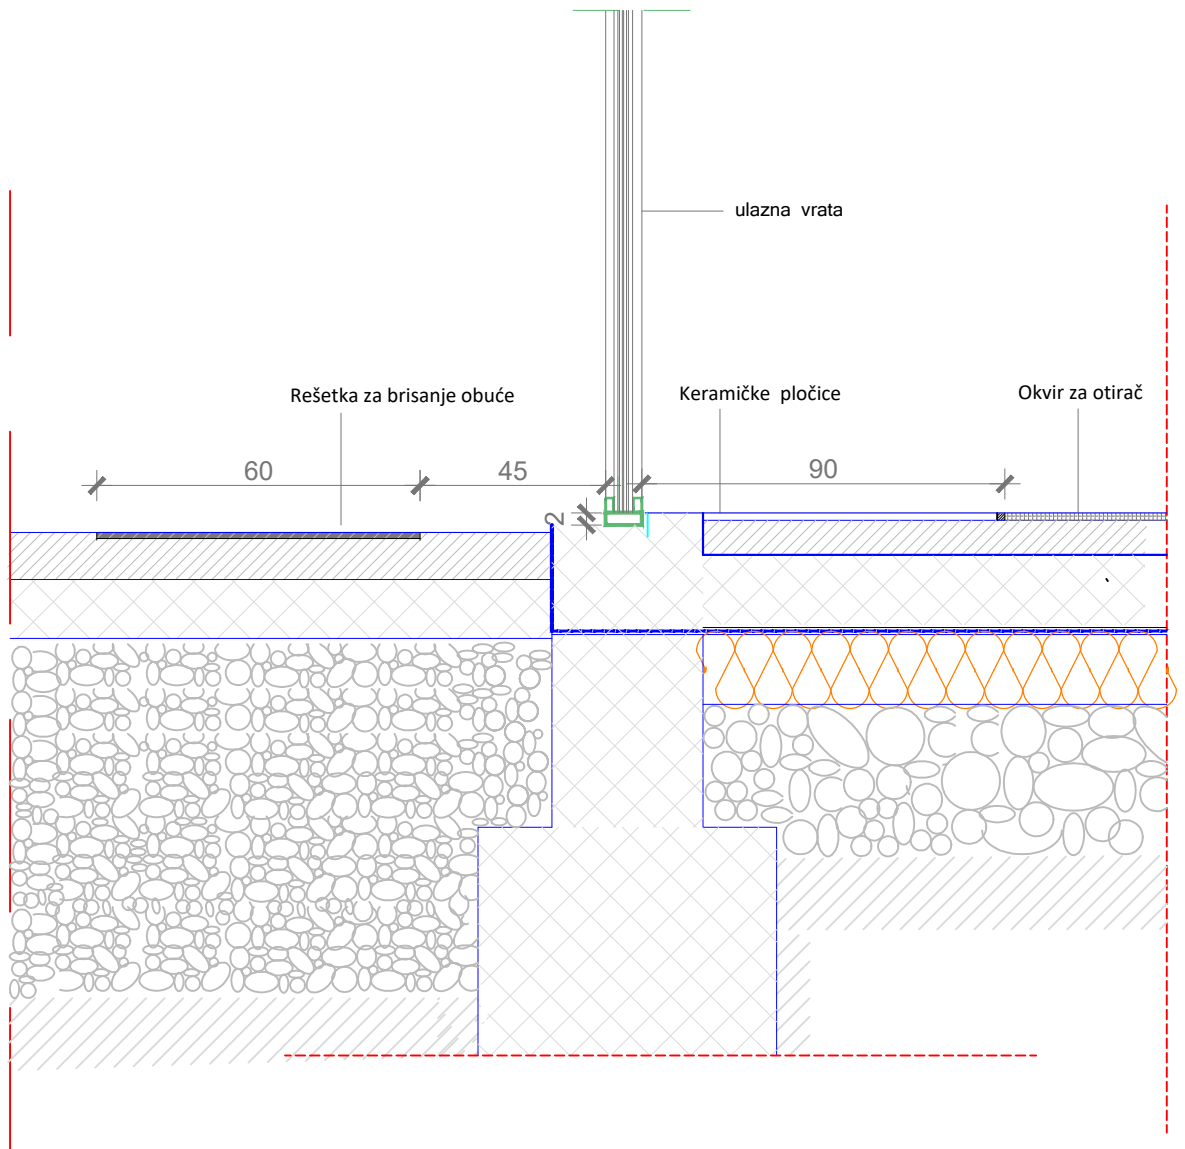 ulazna vrata
Rešetka za brisanje obuće
Keramičke pločice
Okvir za otirač
60
45
90
2